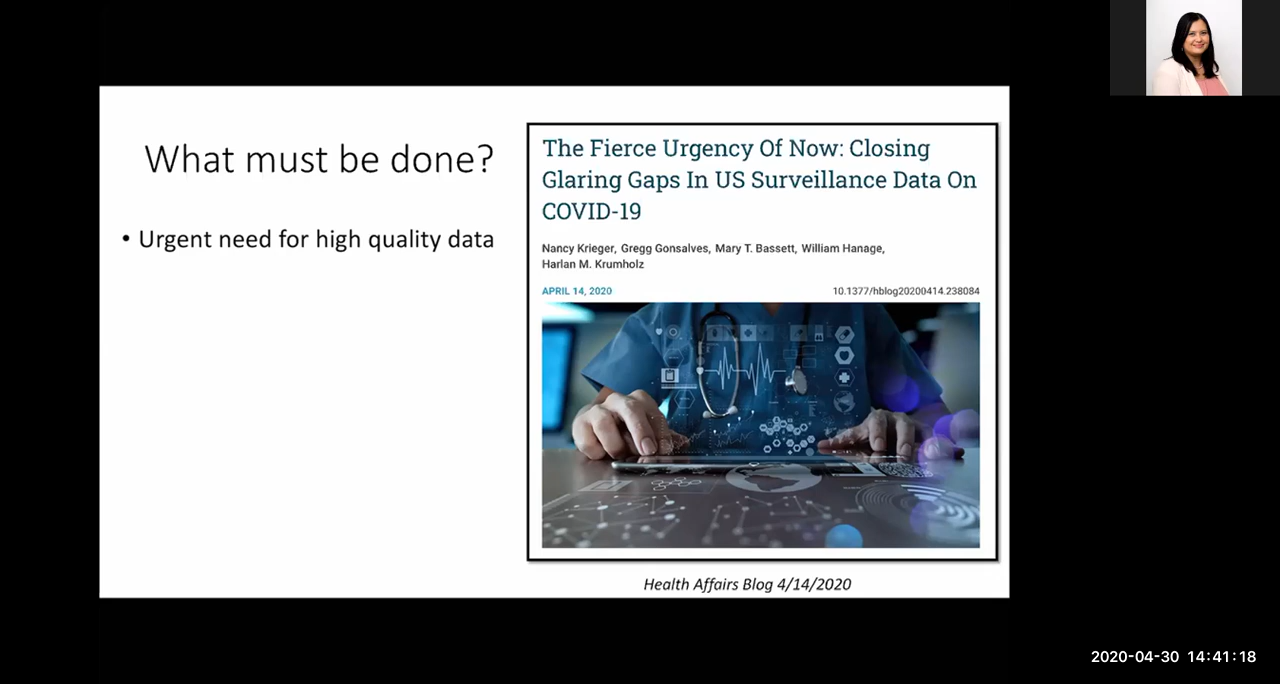 What must be done?
• Urgent need for high quality data
The Fierce Urgency Of Now: Closing
Glaring Gaps In US Surveillance Data On
COVID-19
Nancy Krieger, Gregg Gonsalves, Mary T. Bassett, William Hanage,
Harlan M. Krumholz
APRIL 14, 2020
10.1377/hblog20200414.238084
Health Affairs Blog 4/14/2020
2020-04-30 14:41:18